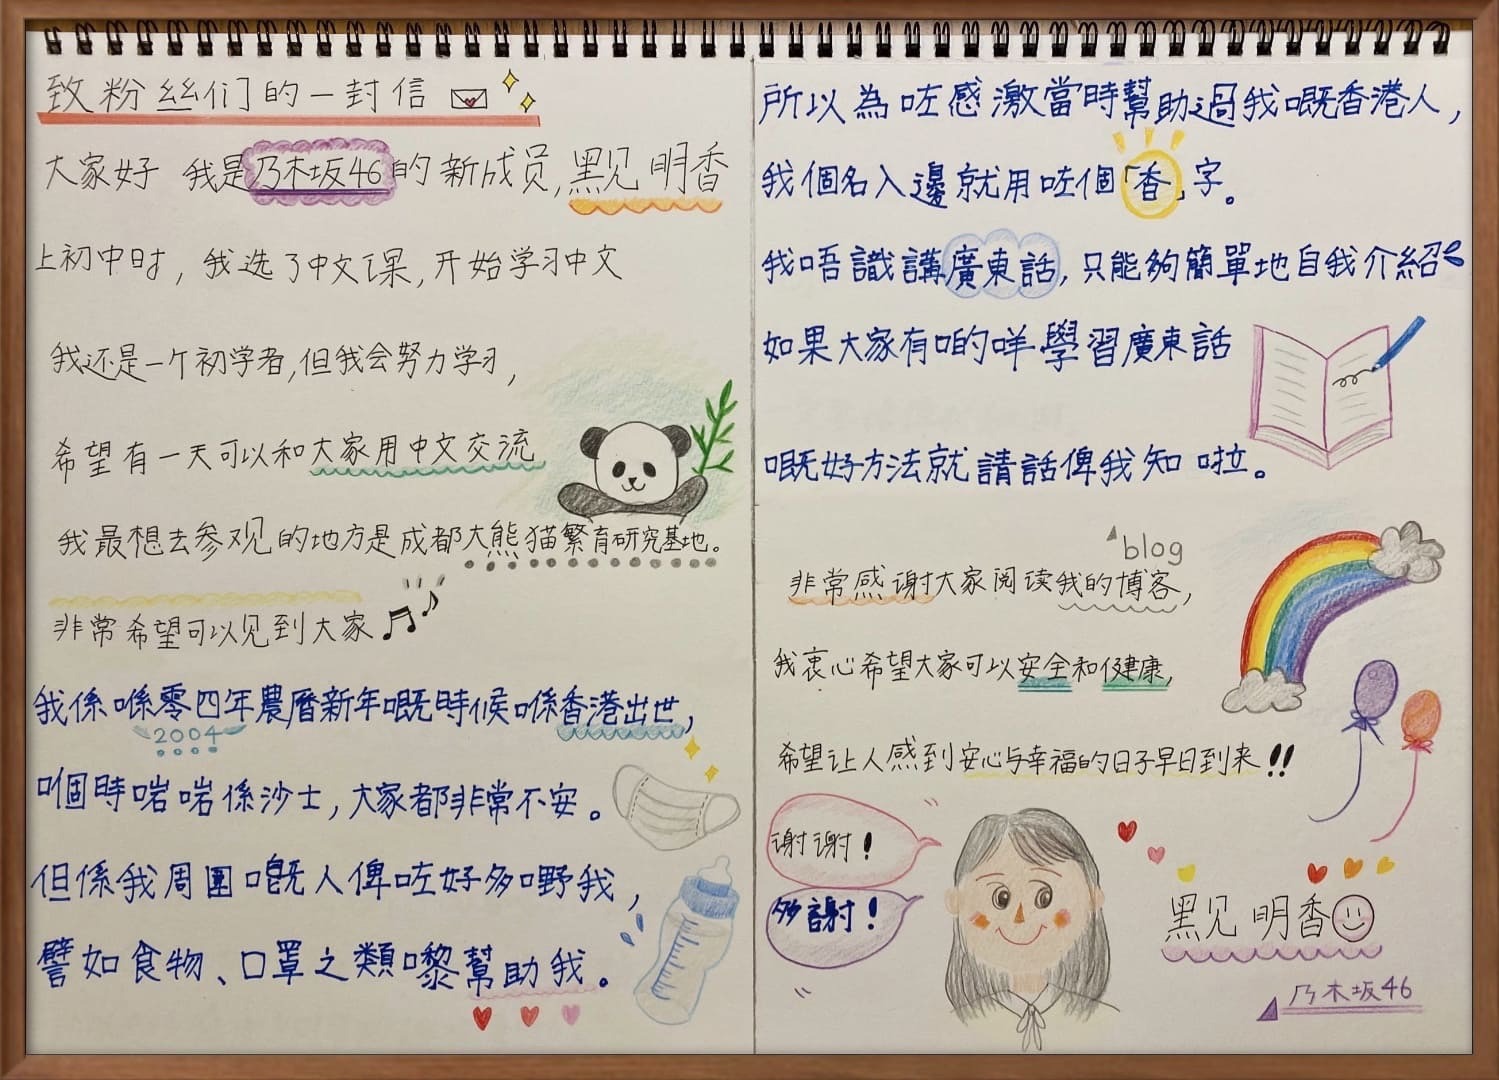 致粉丝们的一封信
大家好 我是乃木坂46的新成员,黑见 明香
上初中时, 我选了中文课, 开始学习中文
我还是一个初学者,但我会努力学习,
希望有一天可以和大家用中文交流
我最想去参观的地方是成都大熊猫繁育研究基地。
非常希望可以见到大家
我係喺零四年農曆新年嘅時候喺香港出世,
2004
嗰個時啱啱係沙士, 大家都非常不安。
但係我周圍嘅人俾咗好多嘢我,
譬如食物、口罩之類嚟幫助我。
所以為咗感激當時幫助過我嘅香港人,
我個名入邊就用咗個「香」字。
我唔識講廣東話, 只能夠簡單地自我介紹
如果大家有啲咩學習廣東話
嘅好方法就請話俾我知 啦。
blog
非常感谢大家阅读我的博客,
我衷心希望大家可以安全和健康,
希望让人感到安心与幸福的日子早日到来!!
谢谢!
多謝!
黑见 明香
乃木坂46